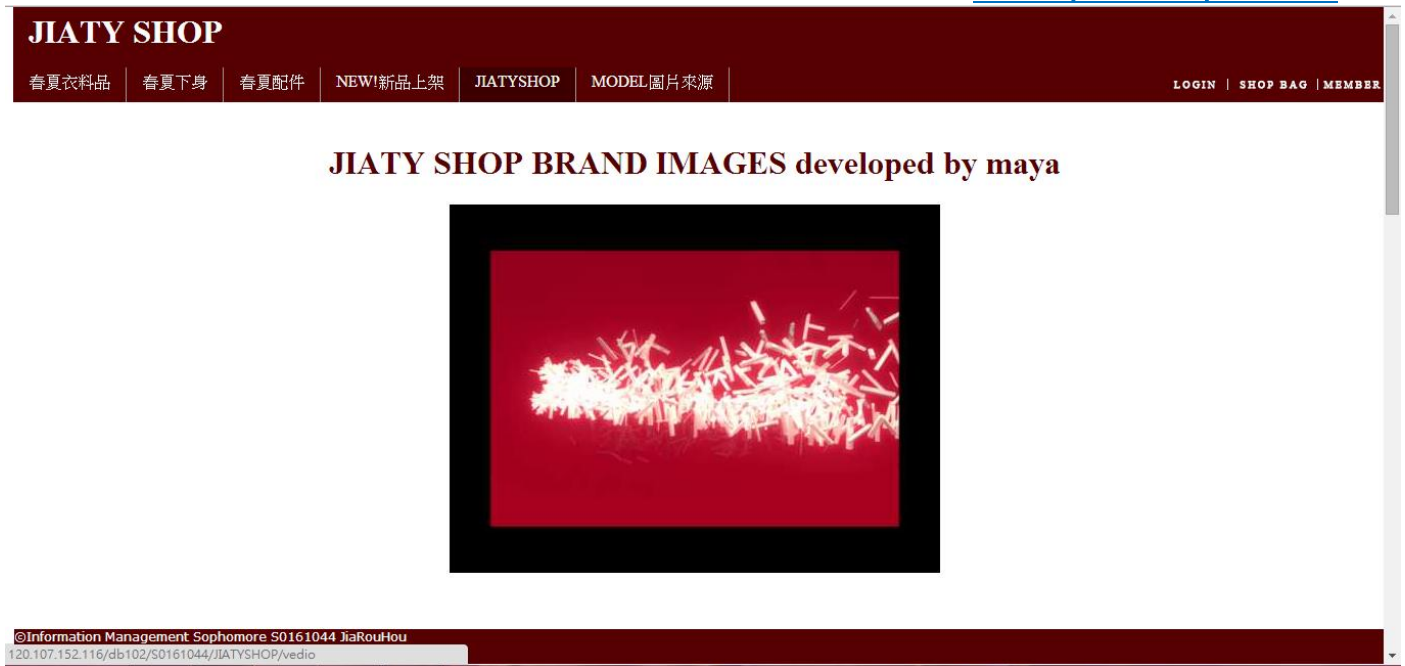 JIATY SHOP
春夏衣料品 春夏下身 春夏配件 NEW!新品上架 JIATYSHOP MODEL圖片來源
LOGIN | SHOP BAG | MEMBER
JIATY SHOP BRAND IMAGES developed by maya
©Information Management Sophomore S0161044 JiaRouHou
120.107.152.116/db102/S0161044/JIATYSHOP/vedio